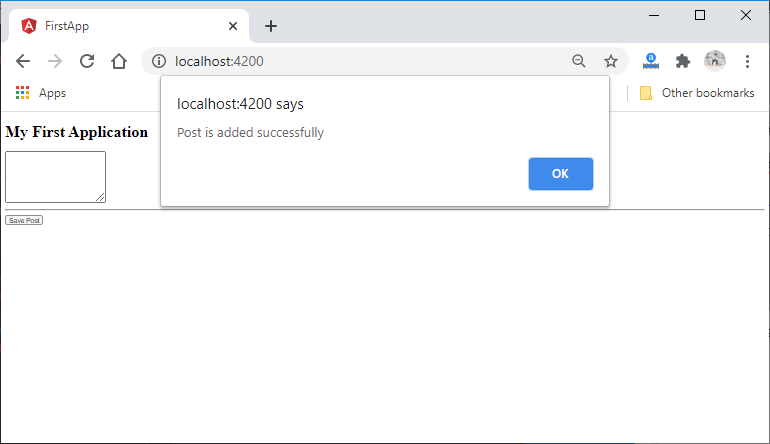 FirstApp
localhost:4200
Apps
Other bookmarks
localhost:4200 says
Post is added successfully
OK
My First Application
Save Post